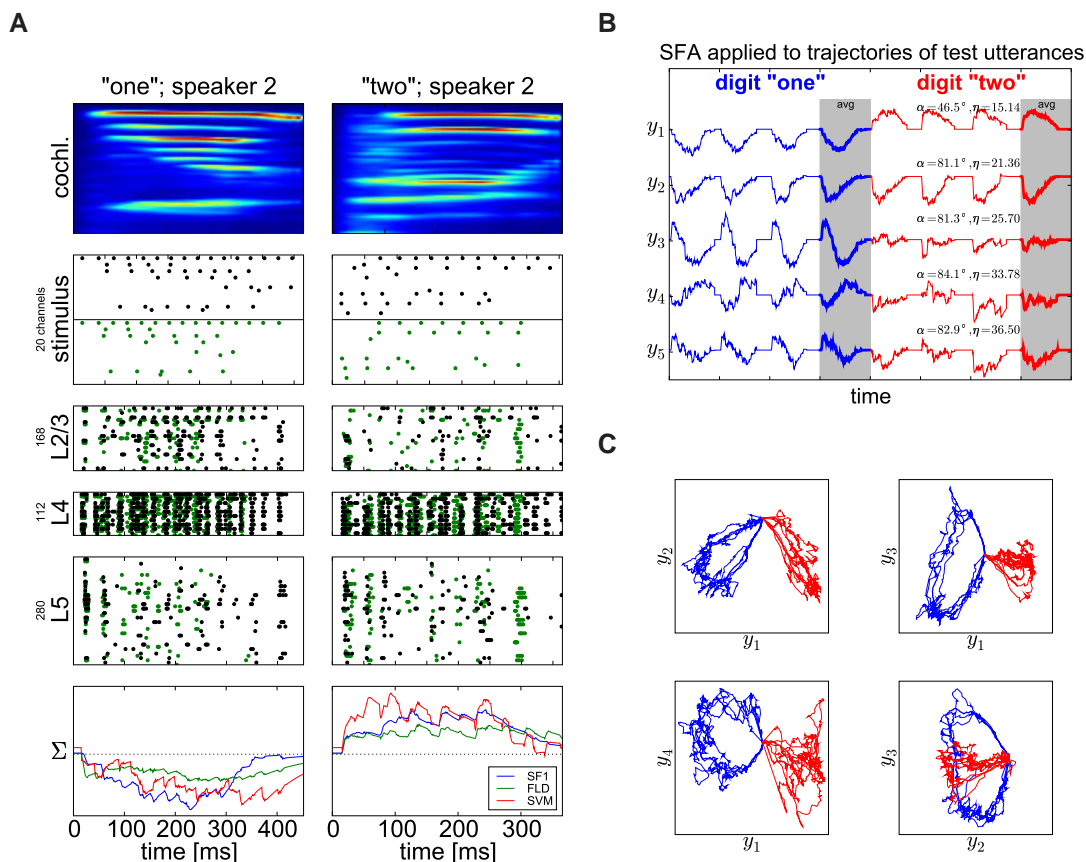 A
"one"; speaker 2
"two"; speaker 2
cochl.
20 channels
stimulus
168
L2/3
112
L4
280
L5
Σ
SF1
FLD
SVM
0 100 200 300 400
0 100 200 300
time [ms]
time [ms]
B
SFA applied to trajectories of test utterances
digit "one"
digit "two"
avg
avg
y1
α=46.5°,η=15.14
y2
α=81.1°,η=21.36
y3
α=81.3°,η=25.70
y4
α=84.1°,η=33.78
y5
α=82.9°,η=36.50
time
C
y2
y1
y3
y1
y4
y1
y3
y2